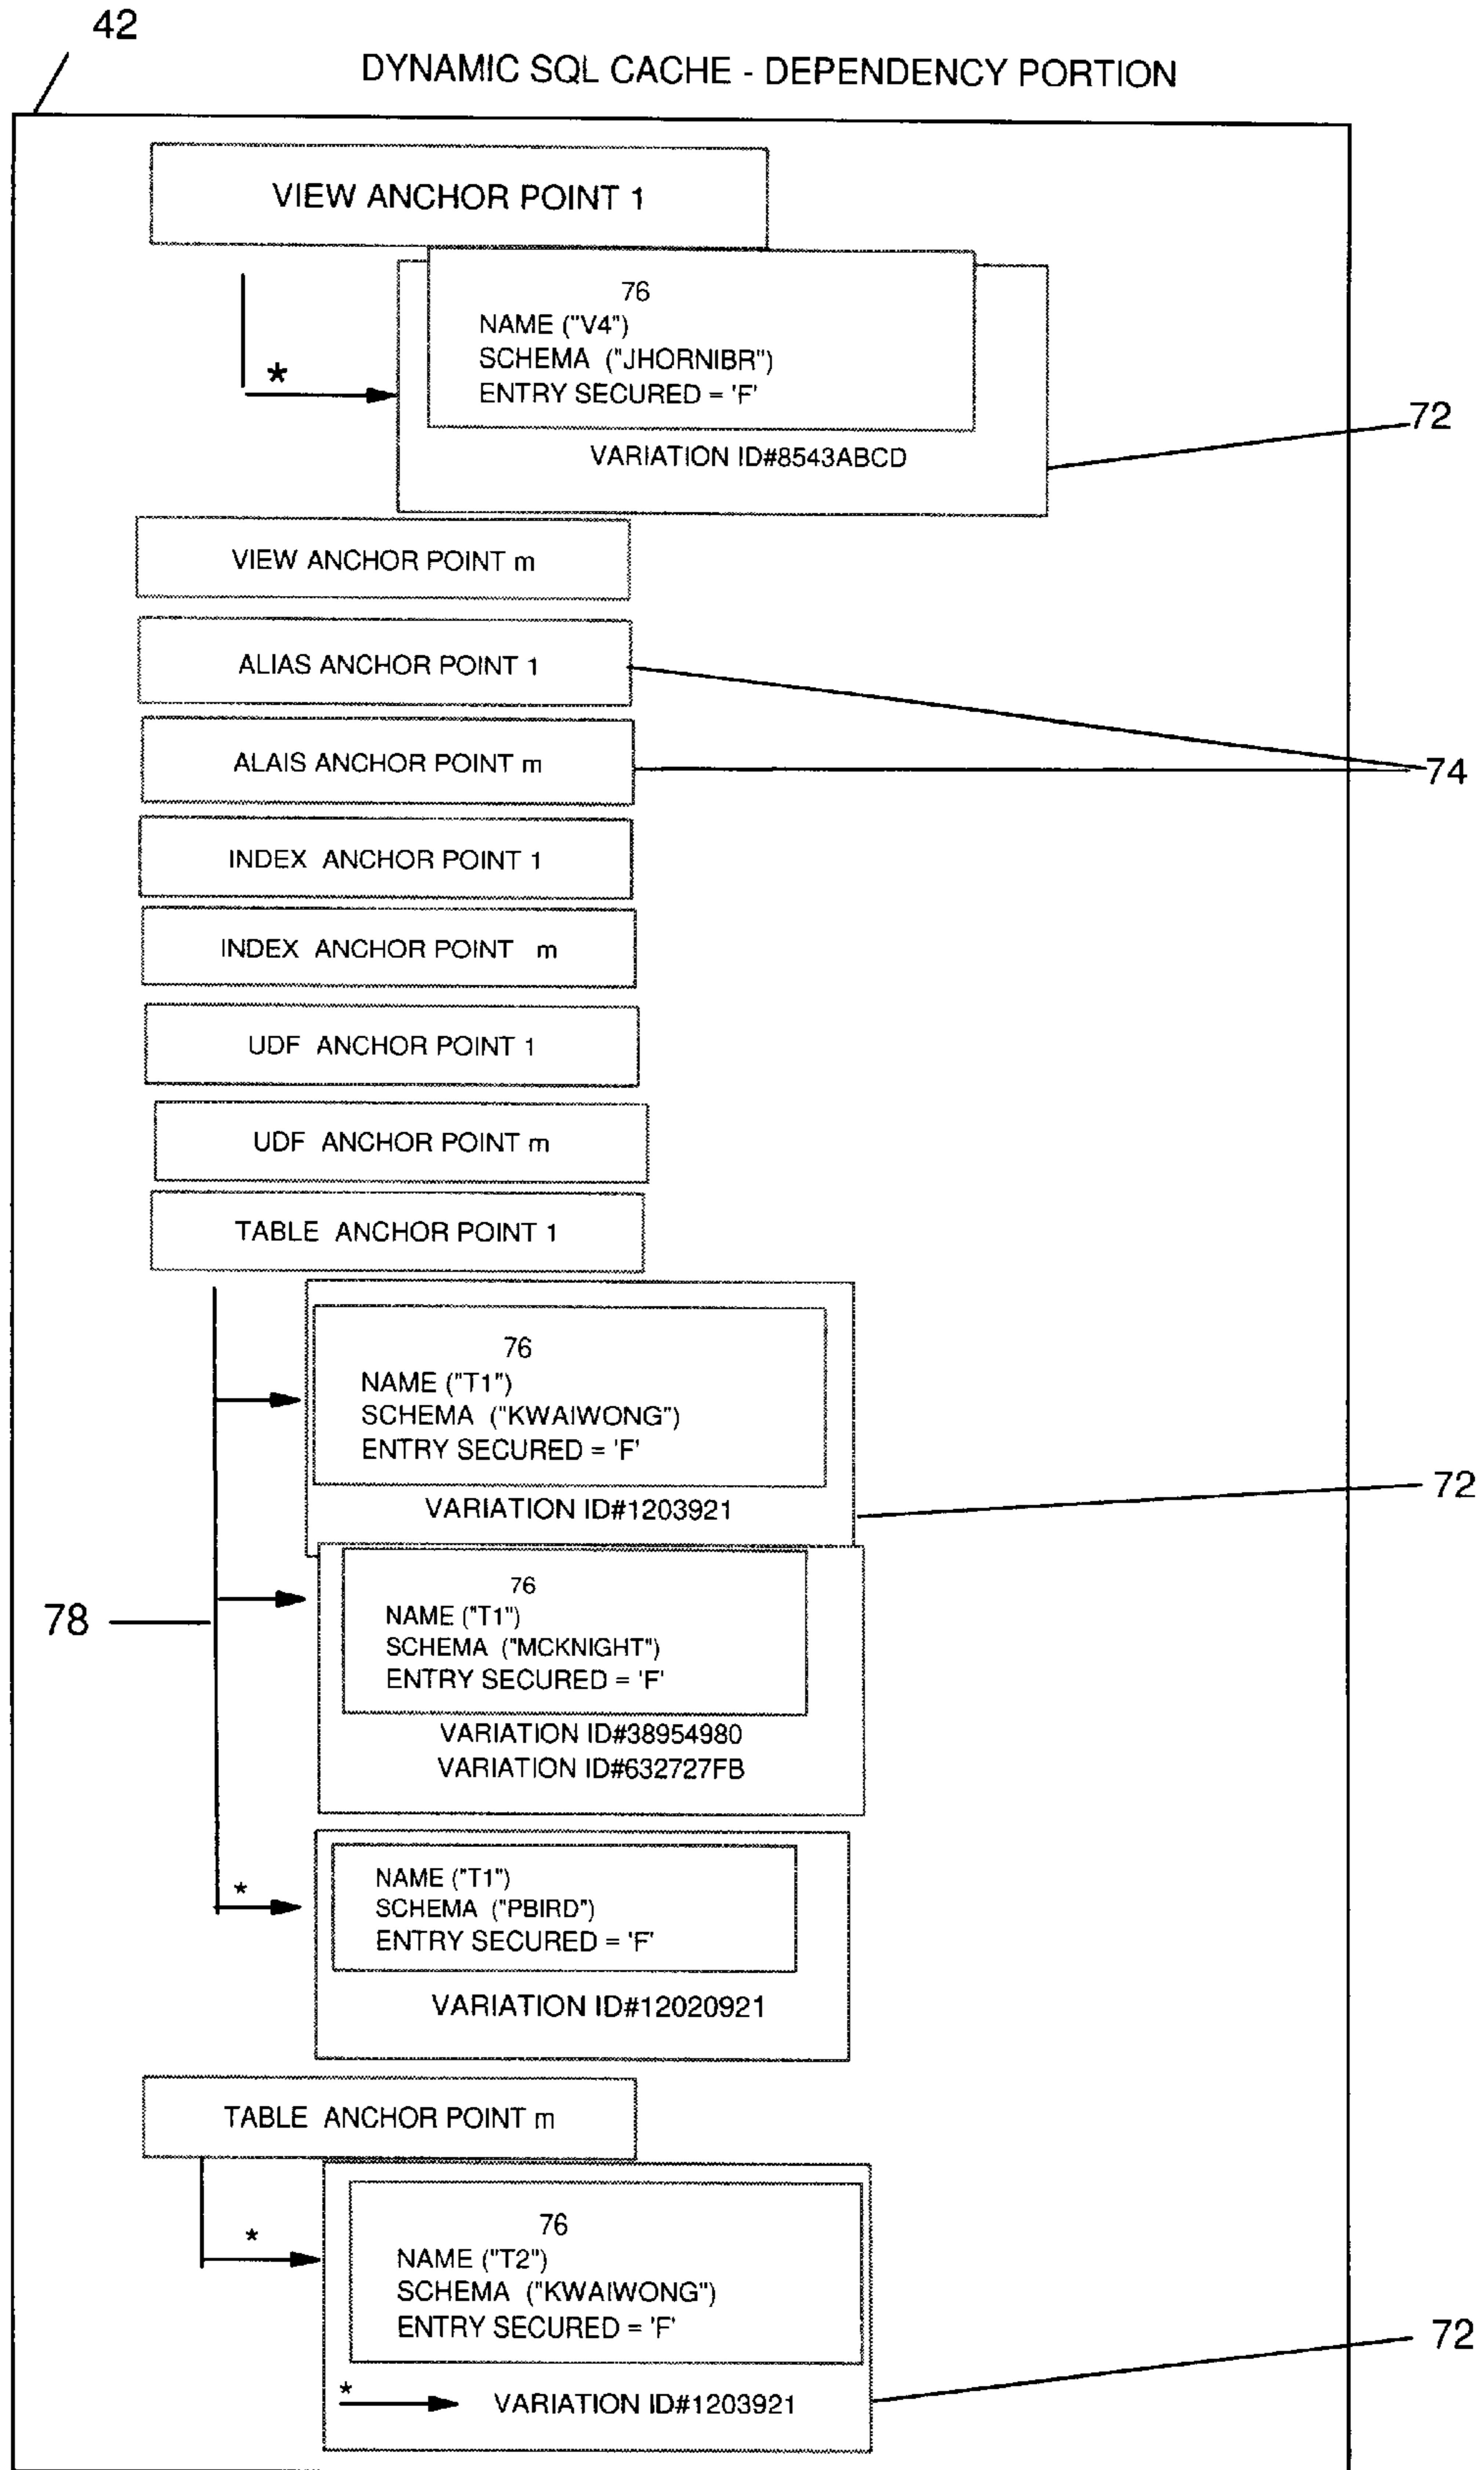 42
DYNAMIC SQL CACHE - DEPENDENCY PORTION
VIEW ANCHOR POINT 1
76
NAME ("V4")
SCHEMA ("JHORNIBR")
*
ENTRY SECURED = 'F'
72
VARIATION ID#8543ABCD
VIEW ANCHOR POINT m
ALIAS ANCHOR POINT 1
ALAIS ANCHOR POINT m
74
INDEX ANCHOR POINT 1
INDEX ANCHOR POINT m
UDF ANCHOR POINT 1
UDF ANCHOR POINT m
TABLE ANCHOR POINT 1
76
NAME ("T1")
SCHEMA ("KWAIWONG")
ENTRY SECURED = 'F'
72
VARIATION ID#1203921
76
NAME ("T1")
78
SCHEMA ("MCKNIGHT")
ENTRY SECURED = 'F'
VARIATION ID#38954980
VARIATION ID#632727FB
NAME ("T1")
*
SCHEMA ("PBIRD")
ENTRY SECURED = 'F'
VARIATION ID#12020921
TABLE ANCHOR POINT m
76
*
NAME ("T2")
SCHEMA ("KWAIWONG")
ENTRY SECURED = 'F'
72
*
VARIATION ID#1203921